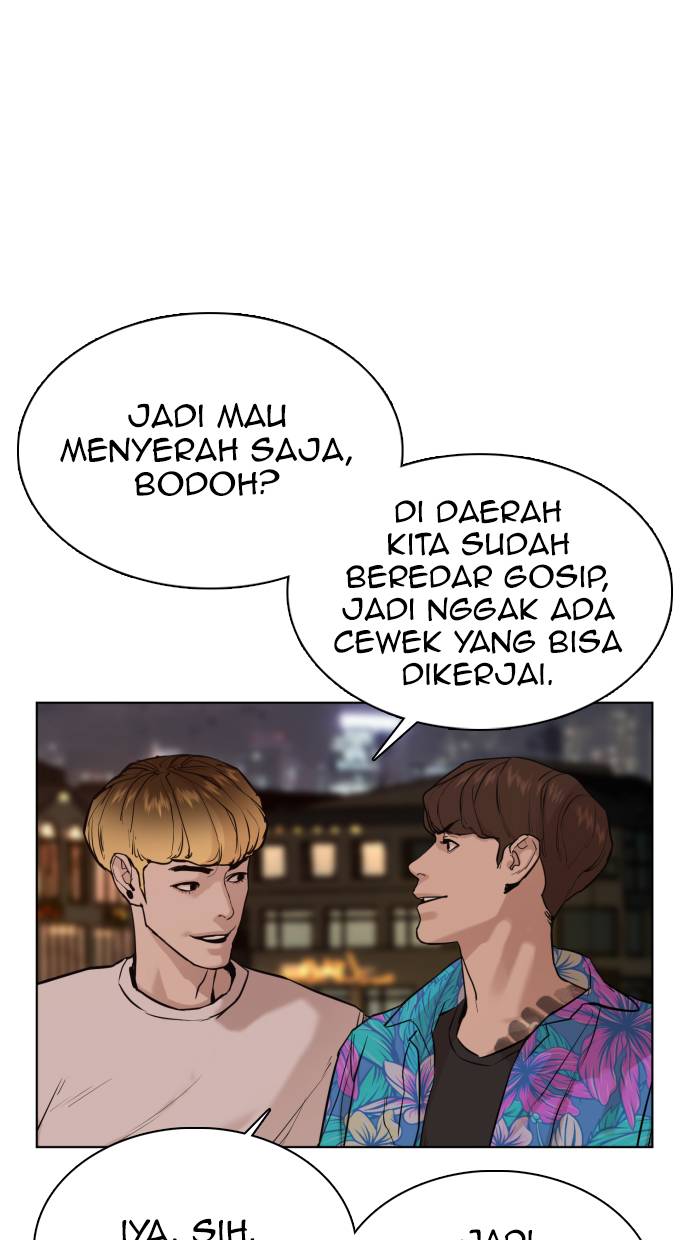 JADI MAU
MENYERAH SAJA,
BODOH?
DI DAERAH
KITA SUDAH
BEREDAR GOSIP,
JADI NGGAK ADA
CEWEK YANG BISA
DIKERJAI.
IYA, SIH.
JADI